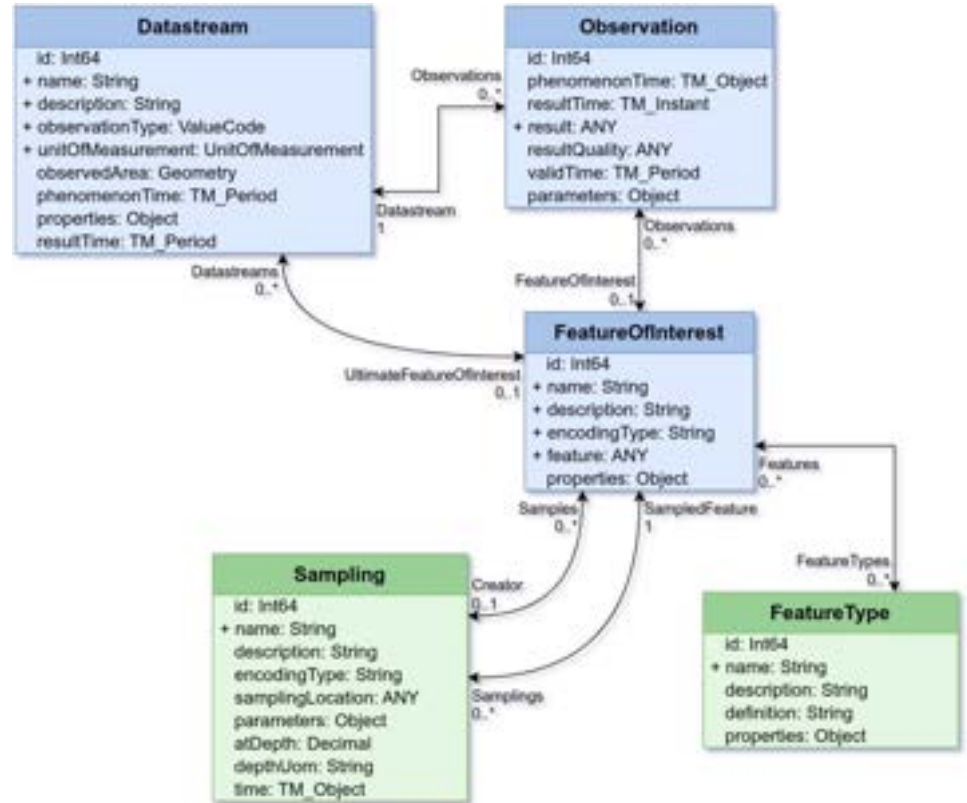 Datastream
id: Int64
+ name: String
+ description: String
+ observationType: ValueCode
+ unitOfMeasurement: UnitOfMeasurement
observedArea: Geometry
phenomenonTime: TM_Period
properties: Object
resultTime: TM_Period
Observation
id: Int64
phenomenonTime: TM_Object
resultTime: TM_Instant
+ result: ANY
resultQuality: ANY
validTime: TM_Period
parameters: Object
Observations
0..*
Datastream
1
Observations
0..*
FeatureOfInterest
0..1
Datastreams
0..*
UltimateFeatureOfInterest
0..1
FeatureOfInterest
id: Int64
+ name: String
+ description: String
+ encodingType: String
+ feature: ANY
properties: Object
Features
0..*
FeatureTypes
0..*
Samples
0..*
SampledFeature
1
Creator
0..1
Samplings
0..*
Sampling
id: Int64
+ name: String
description: String
encodingType: String
samplingLocation: ANY
parameters: Object
atDepth: Decimal
depthUom: String
time: TM_Object
FeatureType
id: Int64
+ name: String
description: String
definition: String
properties: Object